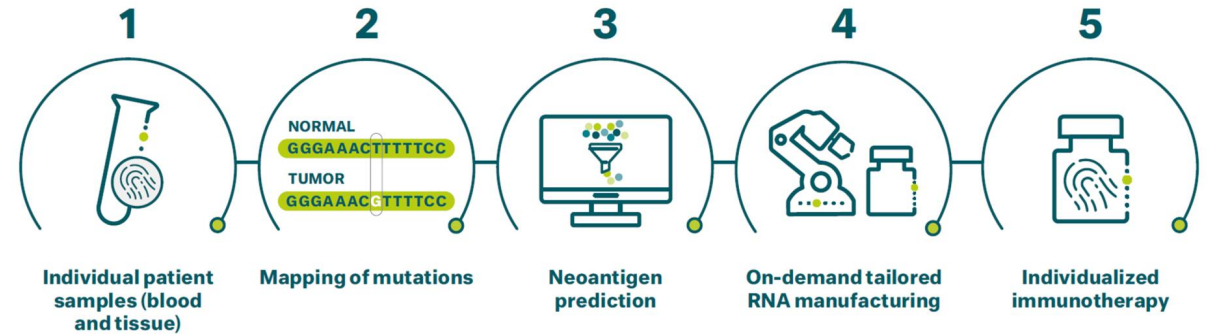 1
2
3
4
5
NORMAL
GGGAAACTTTTTCC
TUMOR
GGGAAACGTTTTCC
Individual patient
samples (blood
and tissue)
Mapping of mutations
Neoantigen
prediction
On-demand tailored
RNA manufacturing
Individualized
immunotherapy